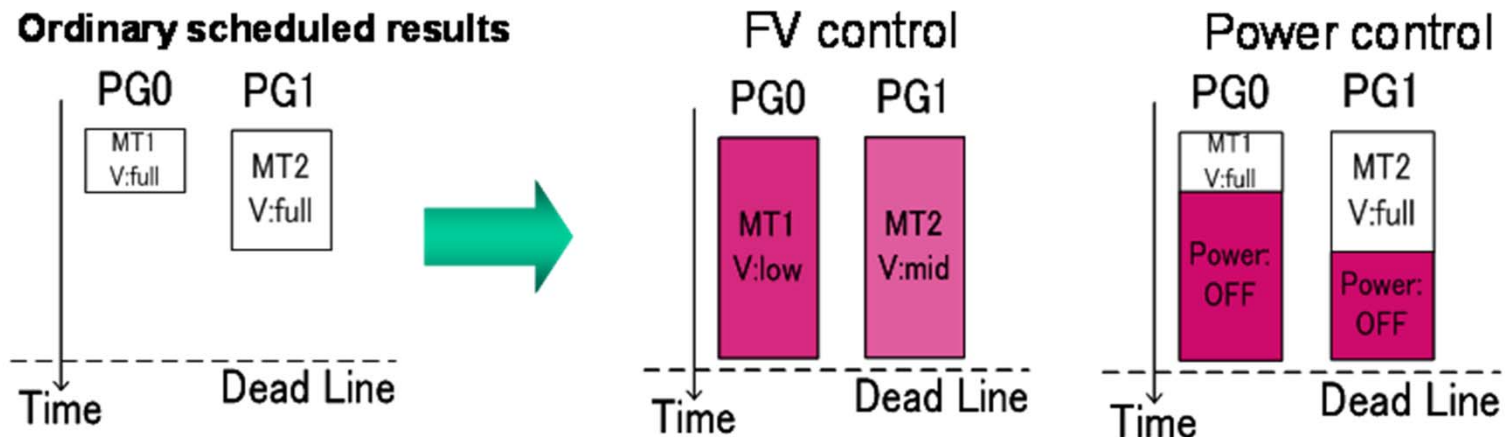 Ordinary scheduled results
PG0
PG1
MT1
V:full
MT2
V:full
Time
Dead Line
FV control
PG0
PG1
MT1
V:low
MT2
V:mid
Time
Dead Line
Power control
PG0
PG1
MT1
V:full
Power:
OFF
MT2
V:full
Power:
OFF
Time
Dead Line